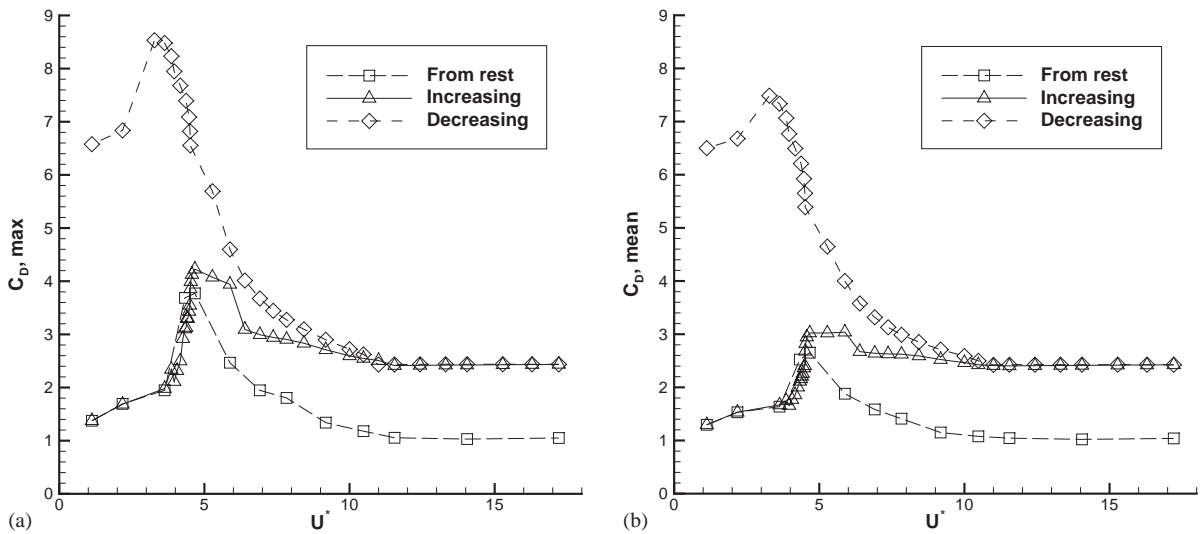 9
8
7
6
5
4
3
2
1
0
C_D, max
From rest
Increasing
Decreasing
0 5 10 15
U*
(a)
9
8
7
6
5
4
3
2
1
0
C_D, mean
From rest
Increasing
Decreasing
0 5 10 15
U*
(b)